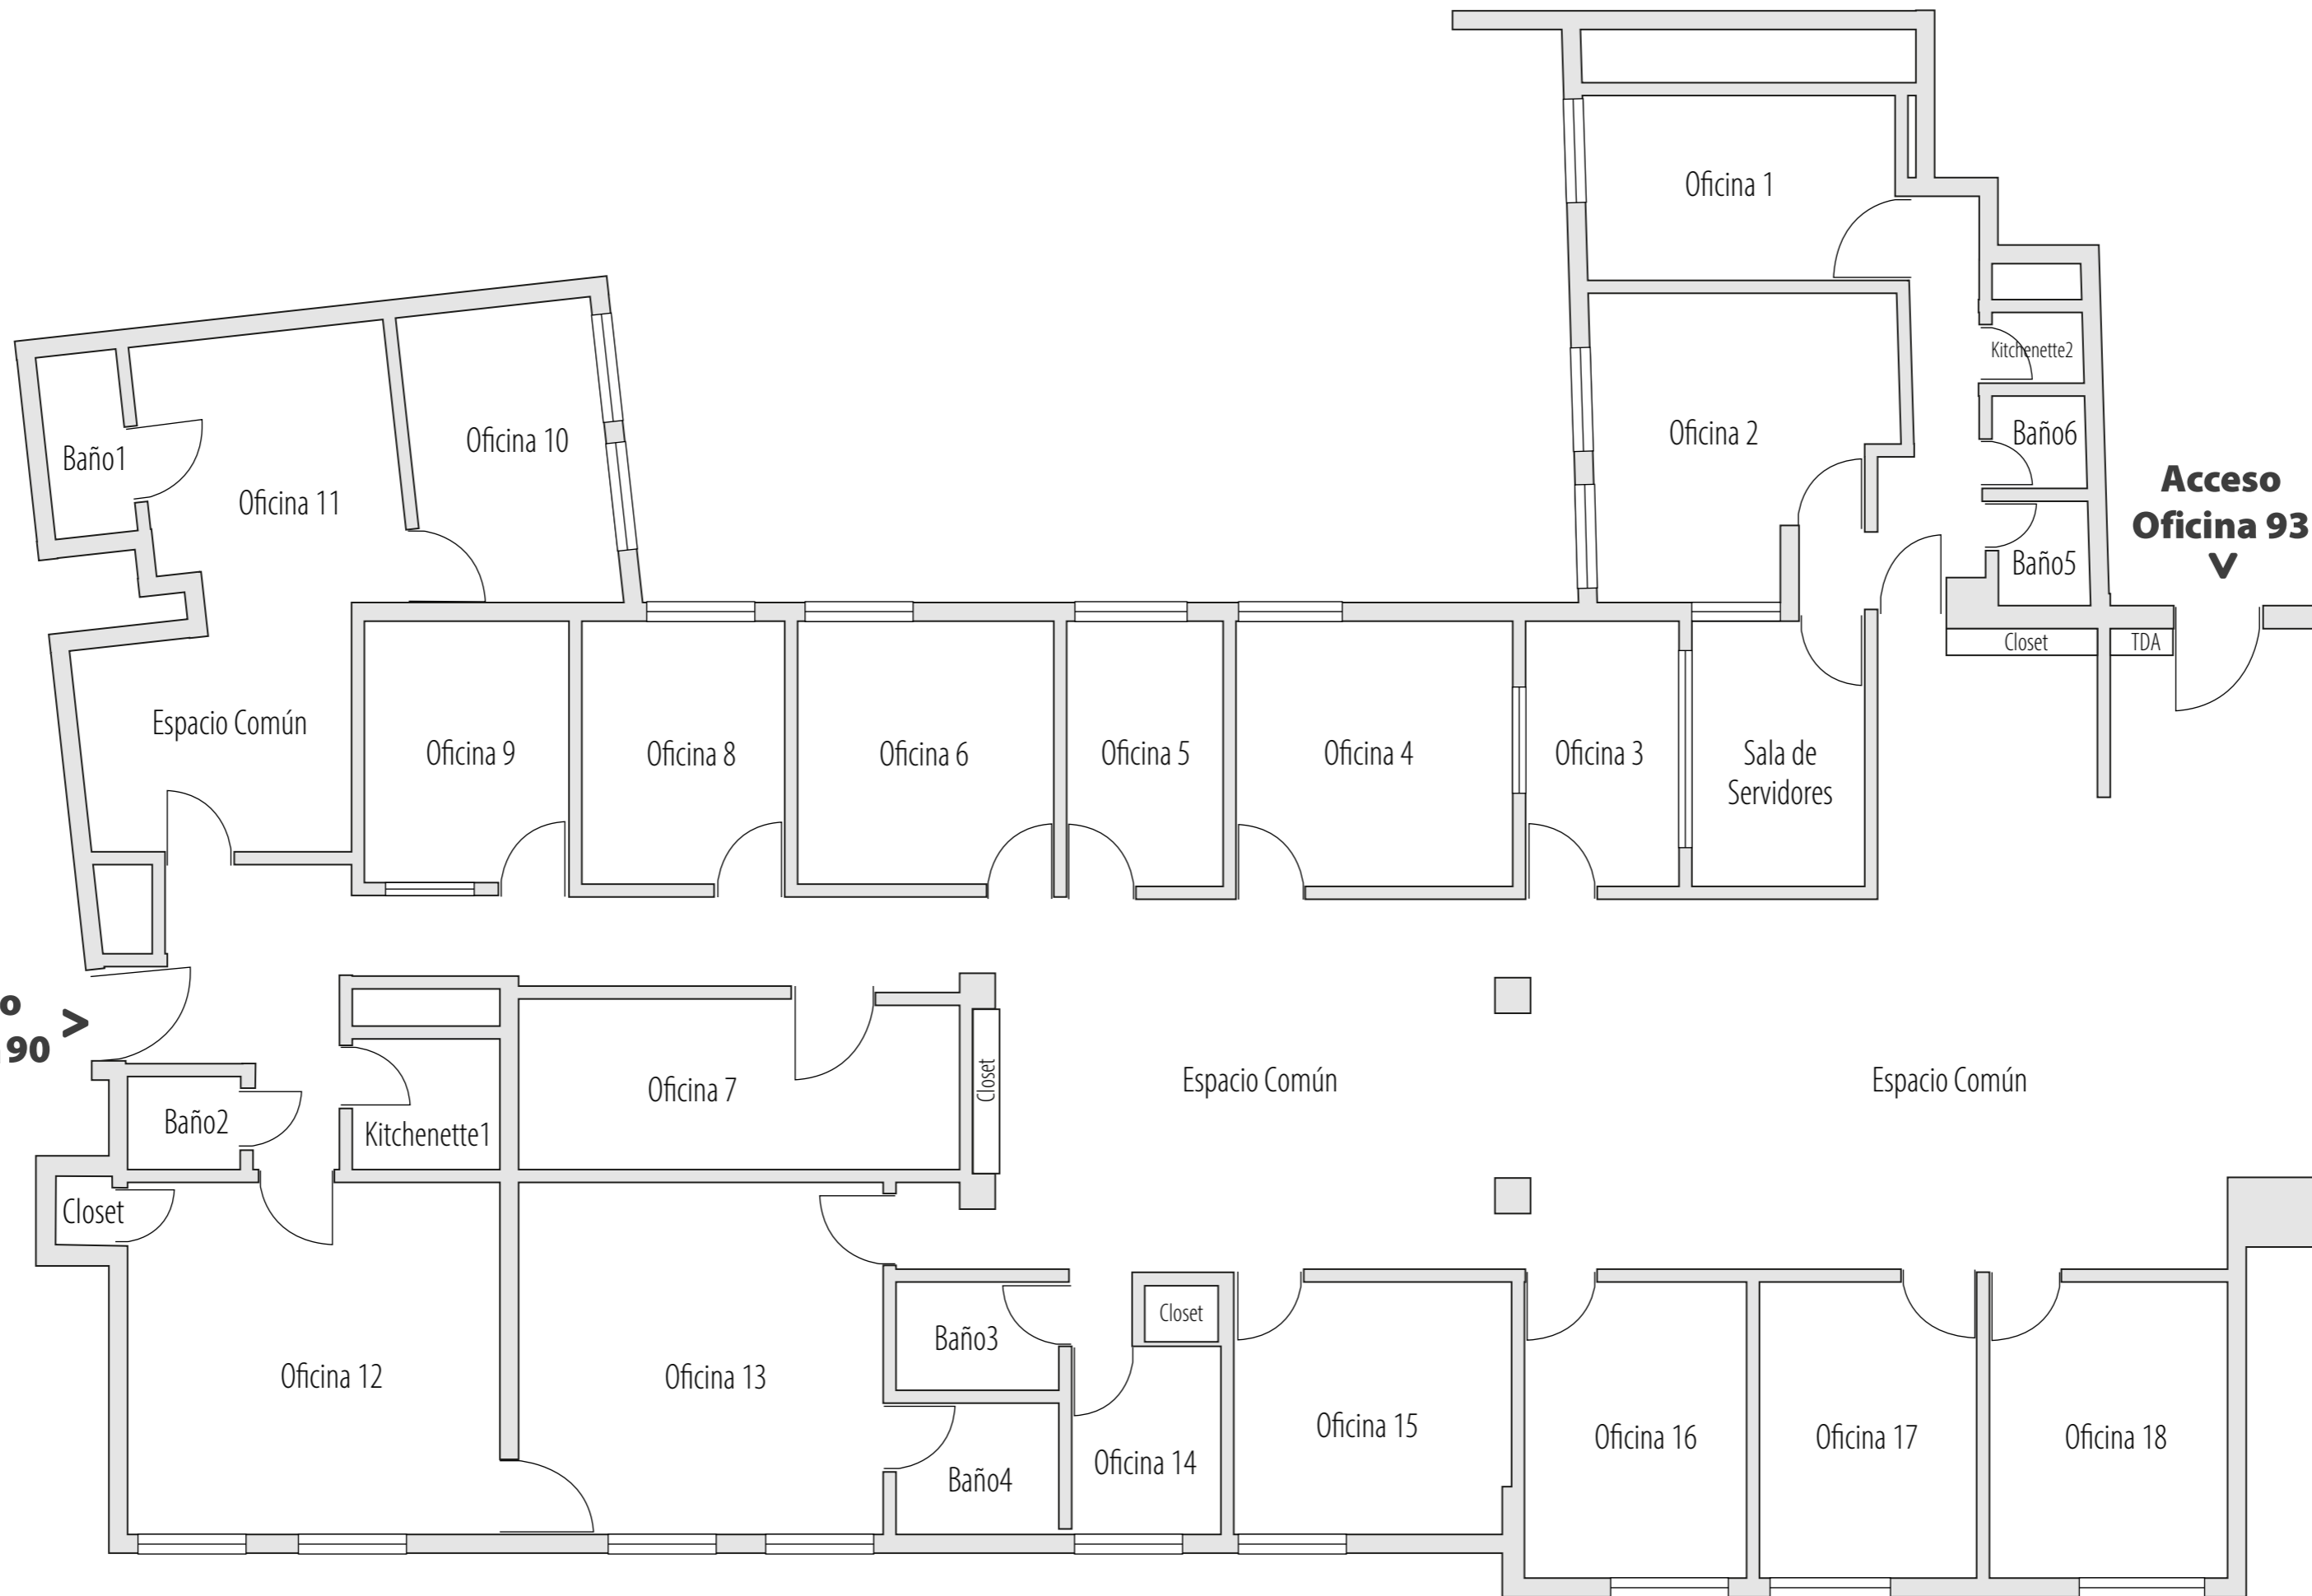 Oficina 1
Kitchenette2
Oficina 2
Baño6
Baño5
Acceso
Oficina 93
Closet
TDA
Oficina 10
Baño1
Oficina 11
Espacio Común
Oficina 9
Oficina 8
Oficina 6
Oficina 5
Oficina 4
Oficina 3
Sala de
Servidores
90
Baño2
Kitchenette1
Oficina 7
Closet
Espacio Común
Espacio Común
Closet
Oficina 12
Oficina 13
Baño3
Closet
Baño4
Oficina 14
Oficina 15
Oficina 16
Oficina 17
Oficina 18